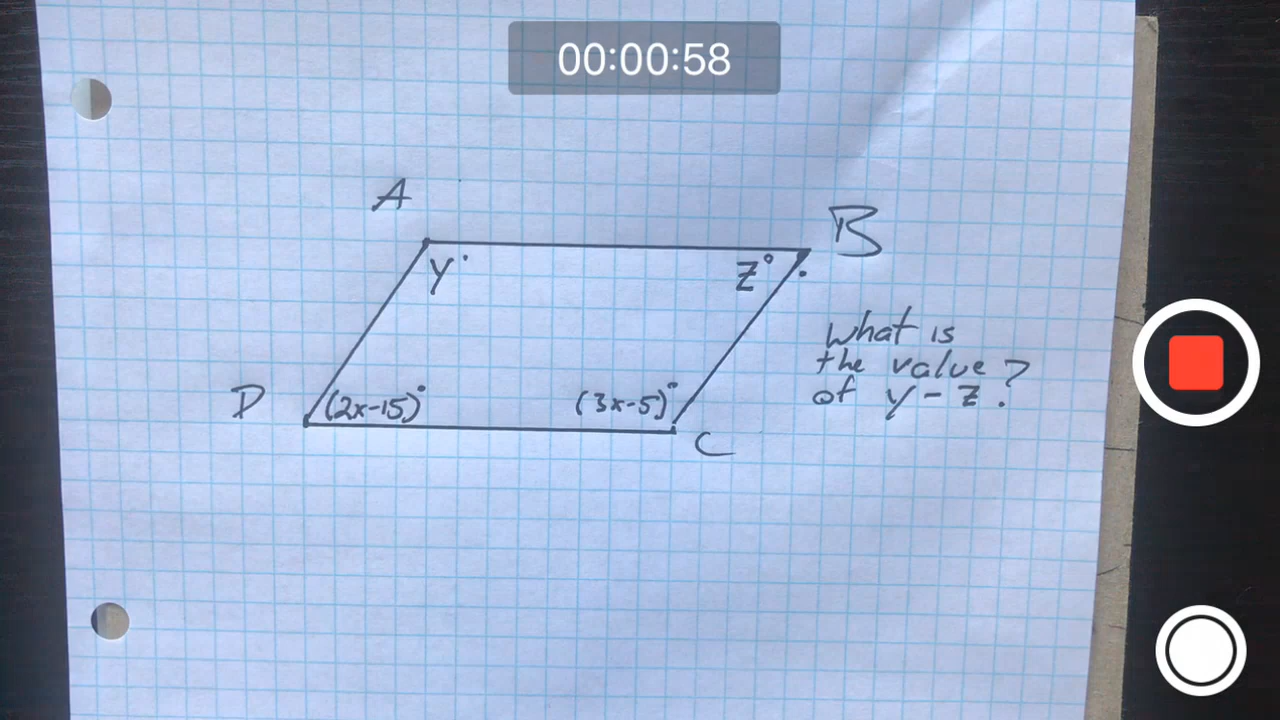 00:00:58
A
B
y°
z°
What is
the value?
of y - z.
D
(2x-15)°
(3x-5)°
C